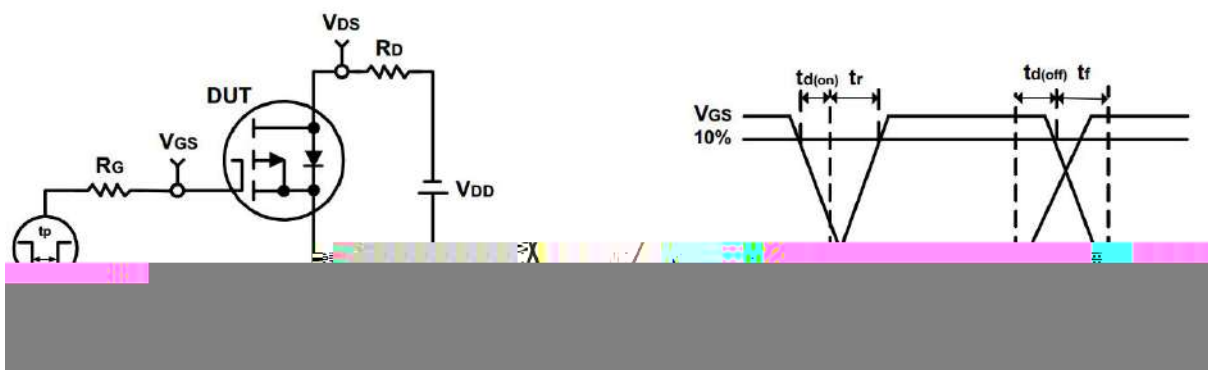 VDS
RD
DUT
VGS
RG
VDD
tp
td(on) tr
td(off) tf
VGS
10%